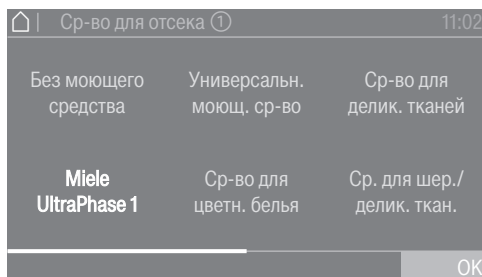 Ср-во для отсека ① 11:02
Без моющего Универсальн. Ср-во для
средства моющ. ср-во делик. тканей
Miele Ср-во для Ср. для шер./
UltraPhase 1 цветн. белья делик. ткан.
OK